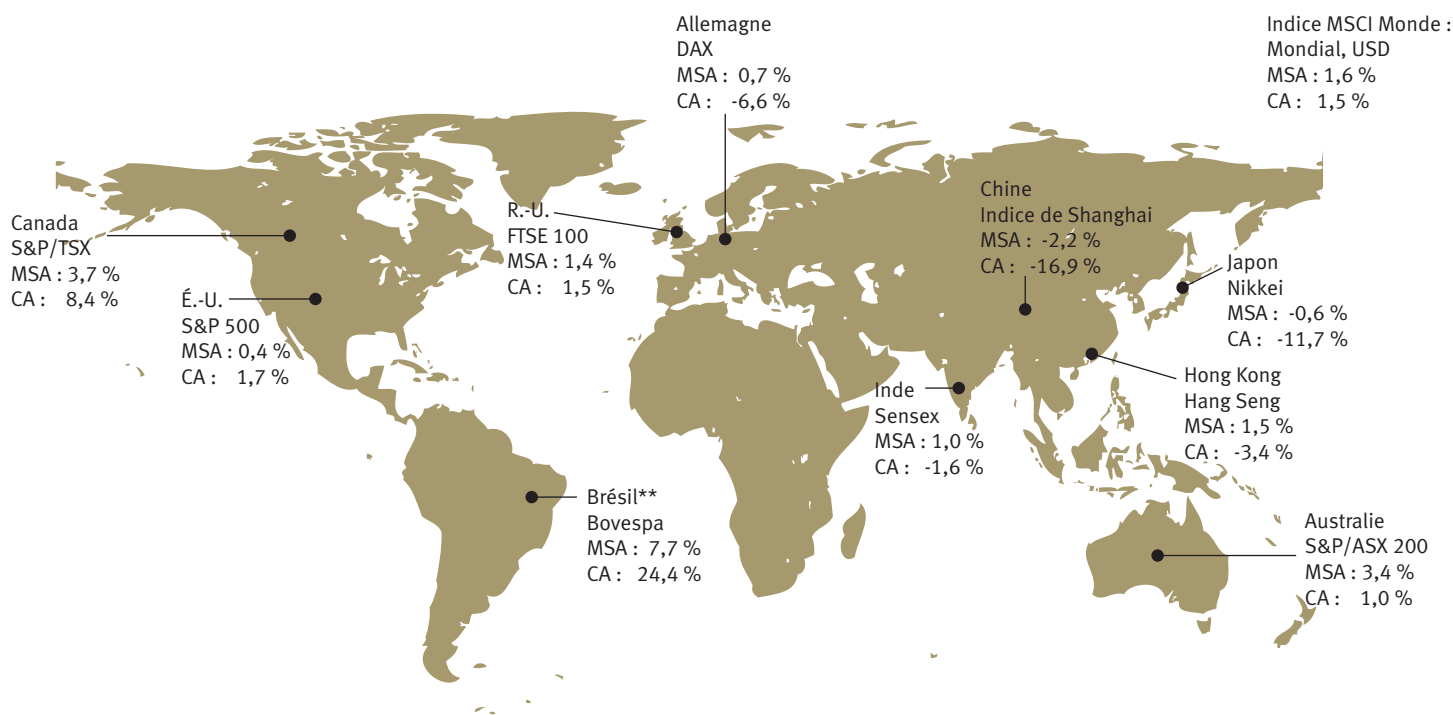 Allemagne
DAX
MSA : 0,7 %
CA : -6,6 %
Indice MSCI Monde :
Mondial, USD
MSA : 1,6 %
CA : 1,5 %
Canada
S&P/TSX
MSA : 3,7 %
CA : 8,4 %
É.-U.
S&P 500
MSA : 0,4 %
CA : 1,7 %
R.-U.
FTSE 100
MSA : 1,4 %
CA : 1,5 %
Chine
Indice de Shanghai
MSA : -2,2 %
CA : -16,9 %
Japon
Nikkei
MSA : -0,6 %
CA : -11,7 %
Hong Kong
Hang Seng
MSA : 1,5 %
CA : -3,4 %
Inde
Sensex
MSA : 1,0 %
CA : -1,6 %
Brésil**
Bovespa
MSA : 7,7 %
CA : 24,4 %
Australie
S&P/ASX 200
MSA : 3,4 %
CA : 1,0 %